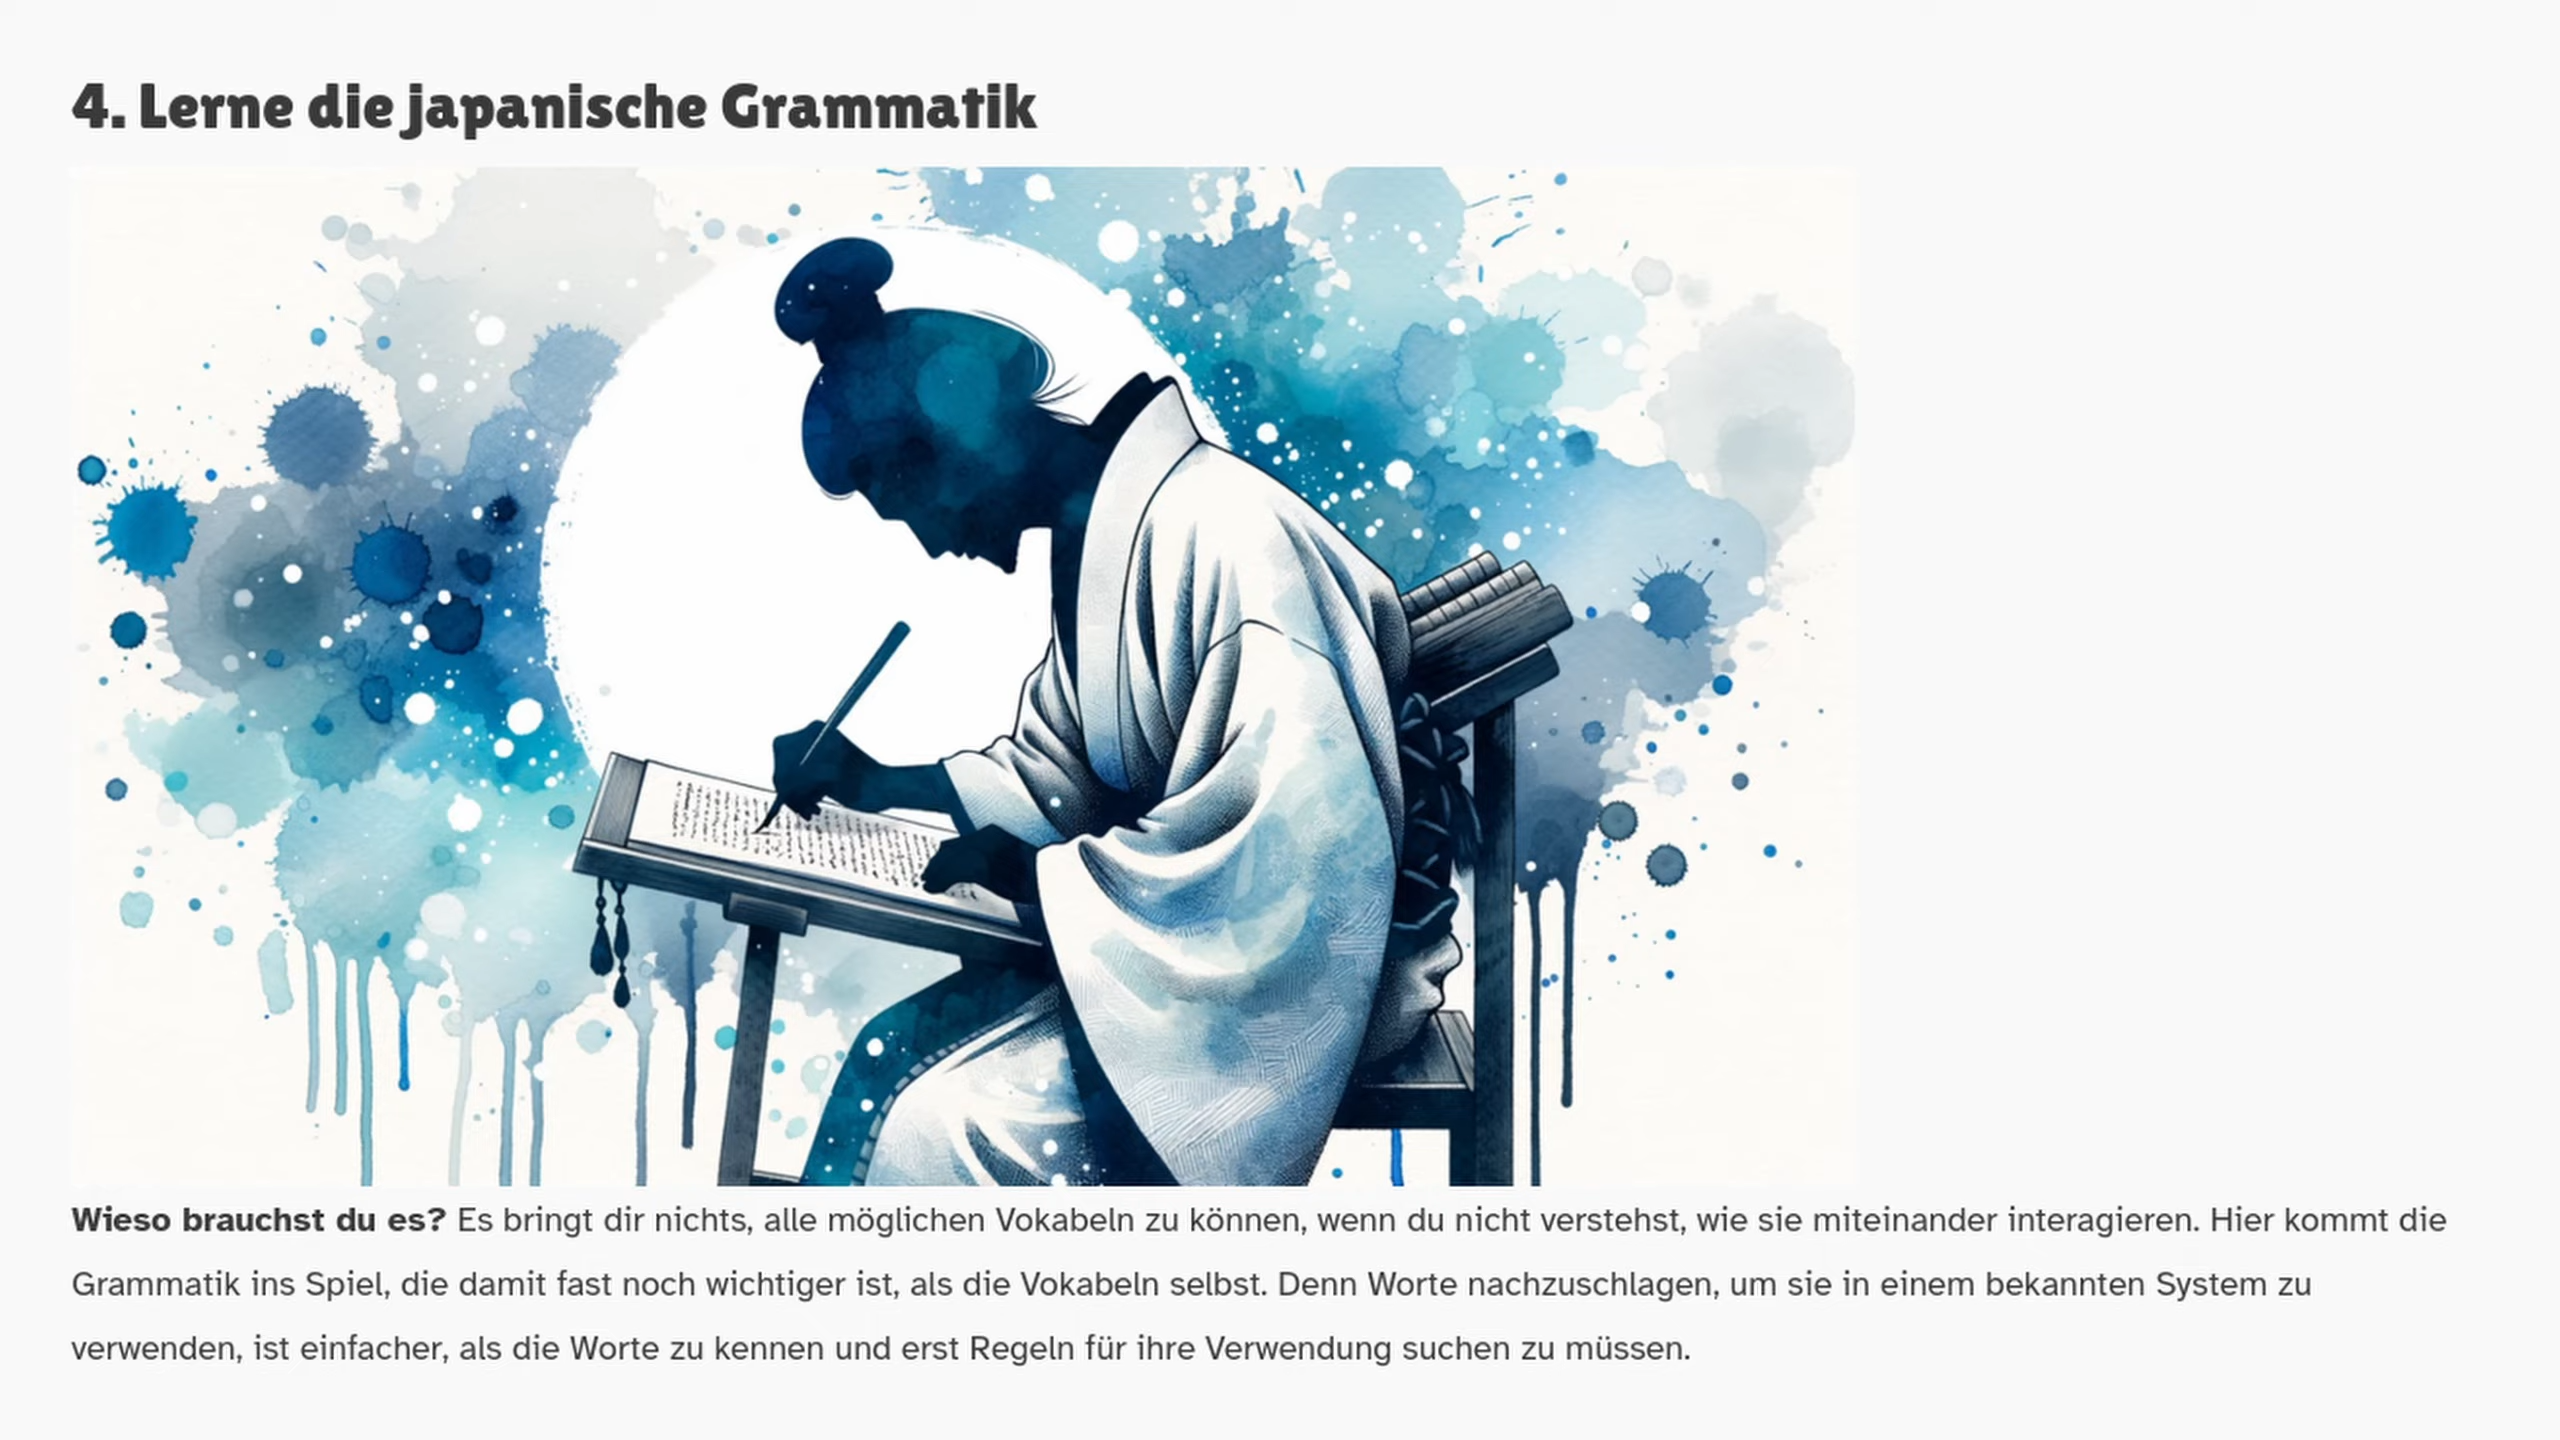 4. Lerne die japanische Grammatik
Wieso brauchst du es? Es bringt dir nichts, alle möglichen Vokabeln zu können, wenn du nicht verstehst, wie sie miteinander interagieren. Hier kommt die
Grammatik ins Spiel, die damit fast noch wichtiger ist, als die Vokabeln selbst. Denn Worte nachzuschlagen, um sie in einem bekannten System zu
verwenden, ist einfacher, als die Worte zu kennen und erst Regeln für ihre Verwendung suchen zu müssen.